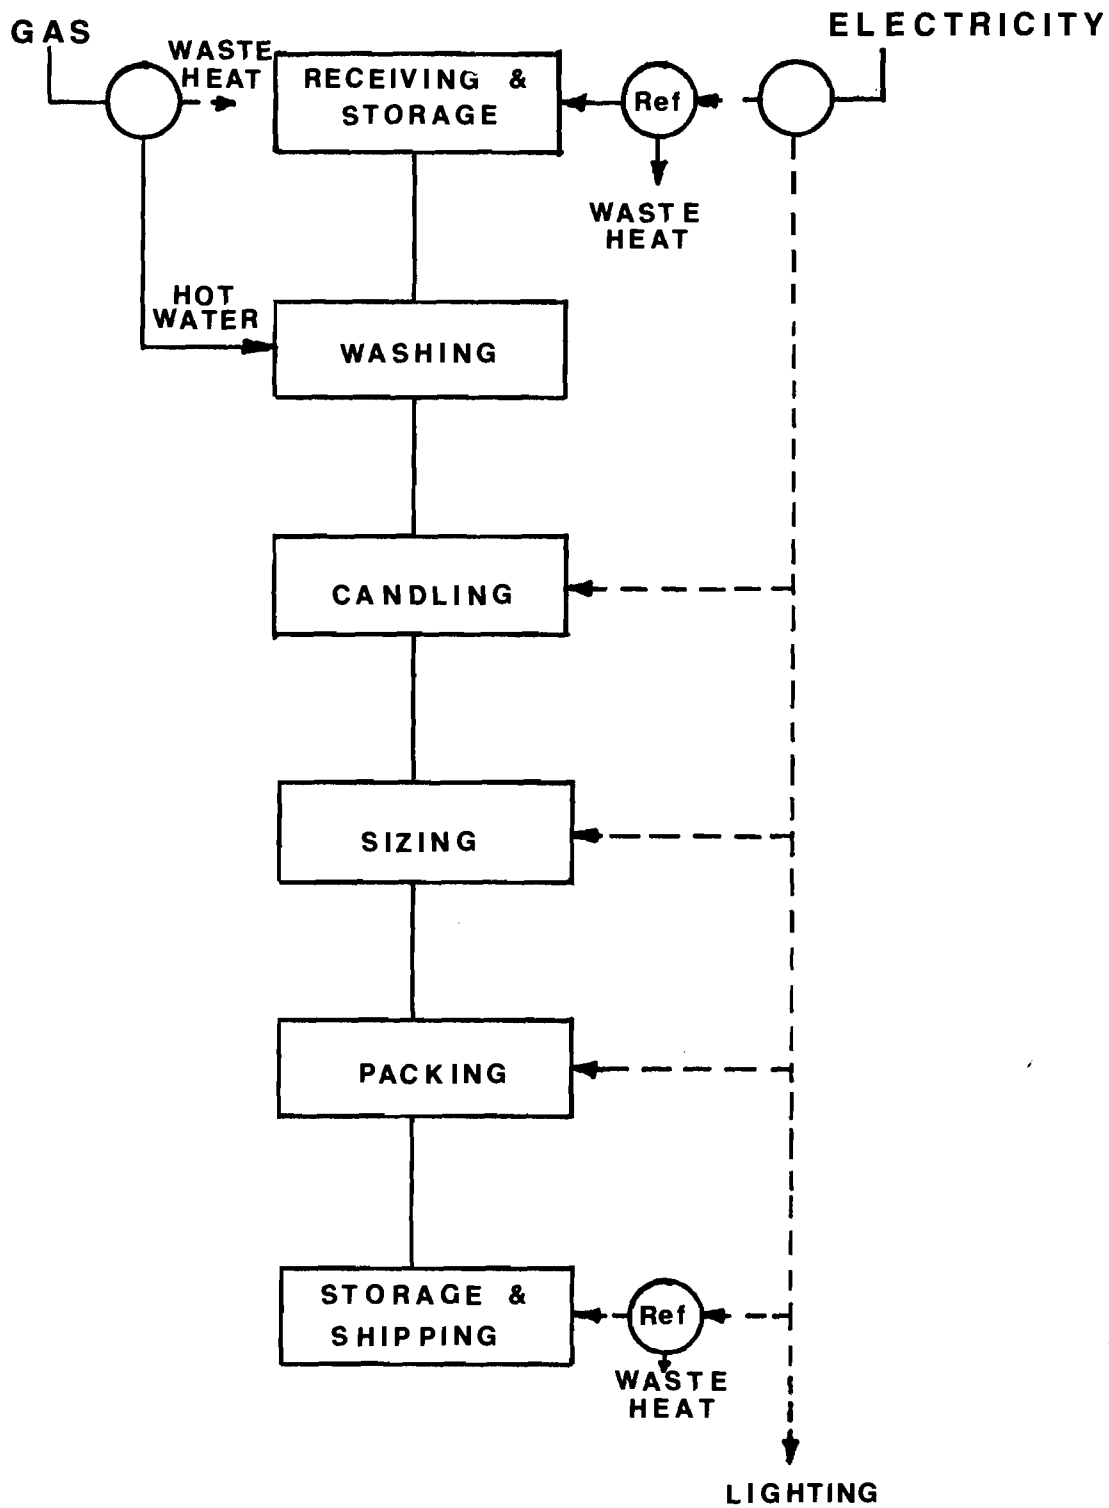 GAS
ELECTRICITY
WASTE
HEAT
RECEIVING &
STORAGE
Ref
WASTE
HEAT
HOT
WATER
WASHING
CANDLING
SIZING
PACKING
STORAGE &
SHIPPING
Ref
WASTE
HEAT
LIGHTING